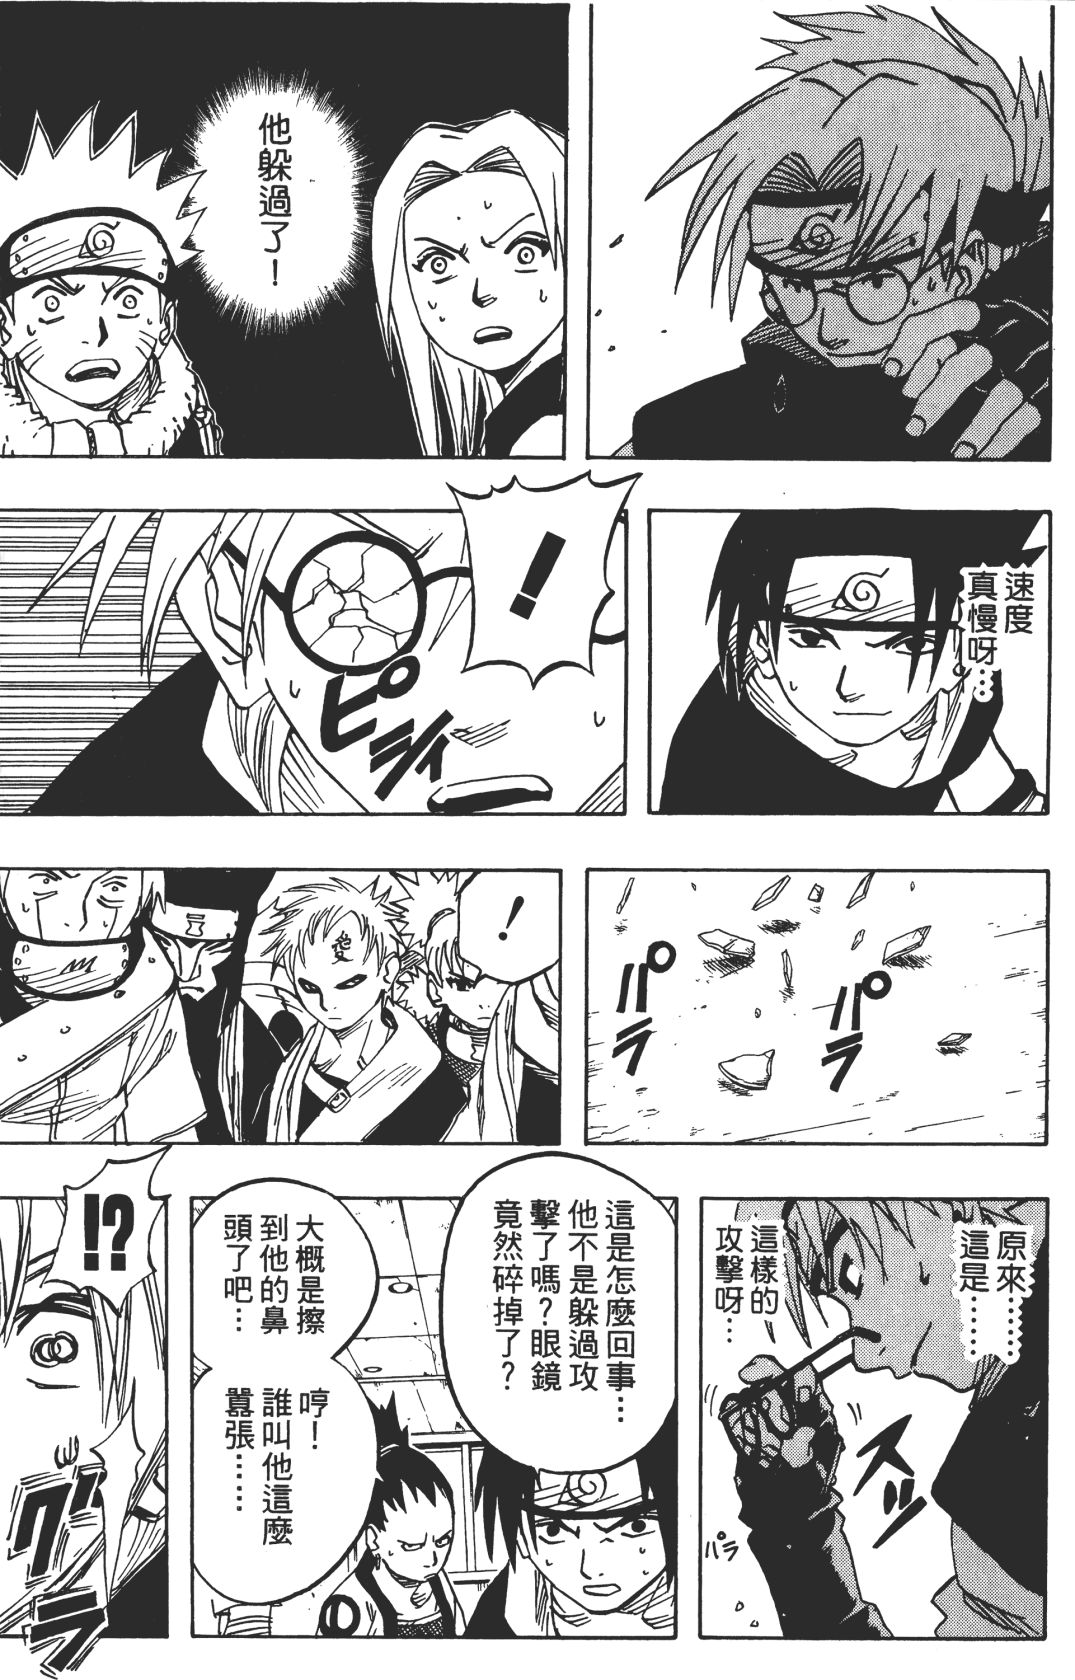 他躲過了！
速度
真慢呀…
！
ピシィ
！
パラ
パラ
原來……
這是……
這樣的
攻擊呀…
スッ
パラ
這是怎麼回事…
他不是躲過攻
擊了嗎？眼鏡
竟然碎掉了？
大概是擦
到他的鼻
頭了吧…
哼！
誰叫他這麼
囂張……
!?
グラ